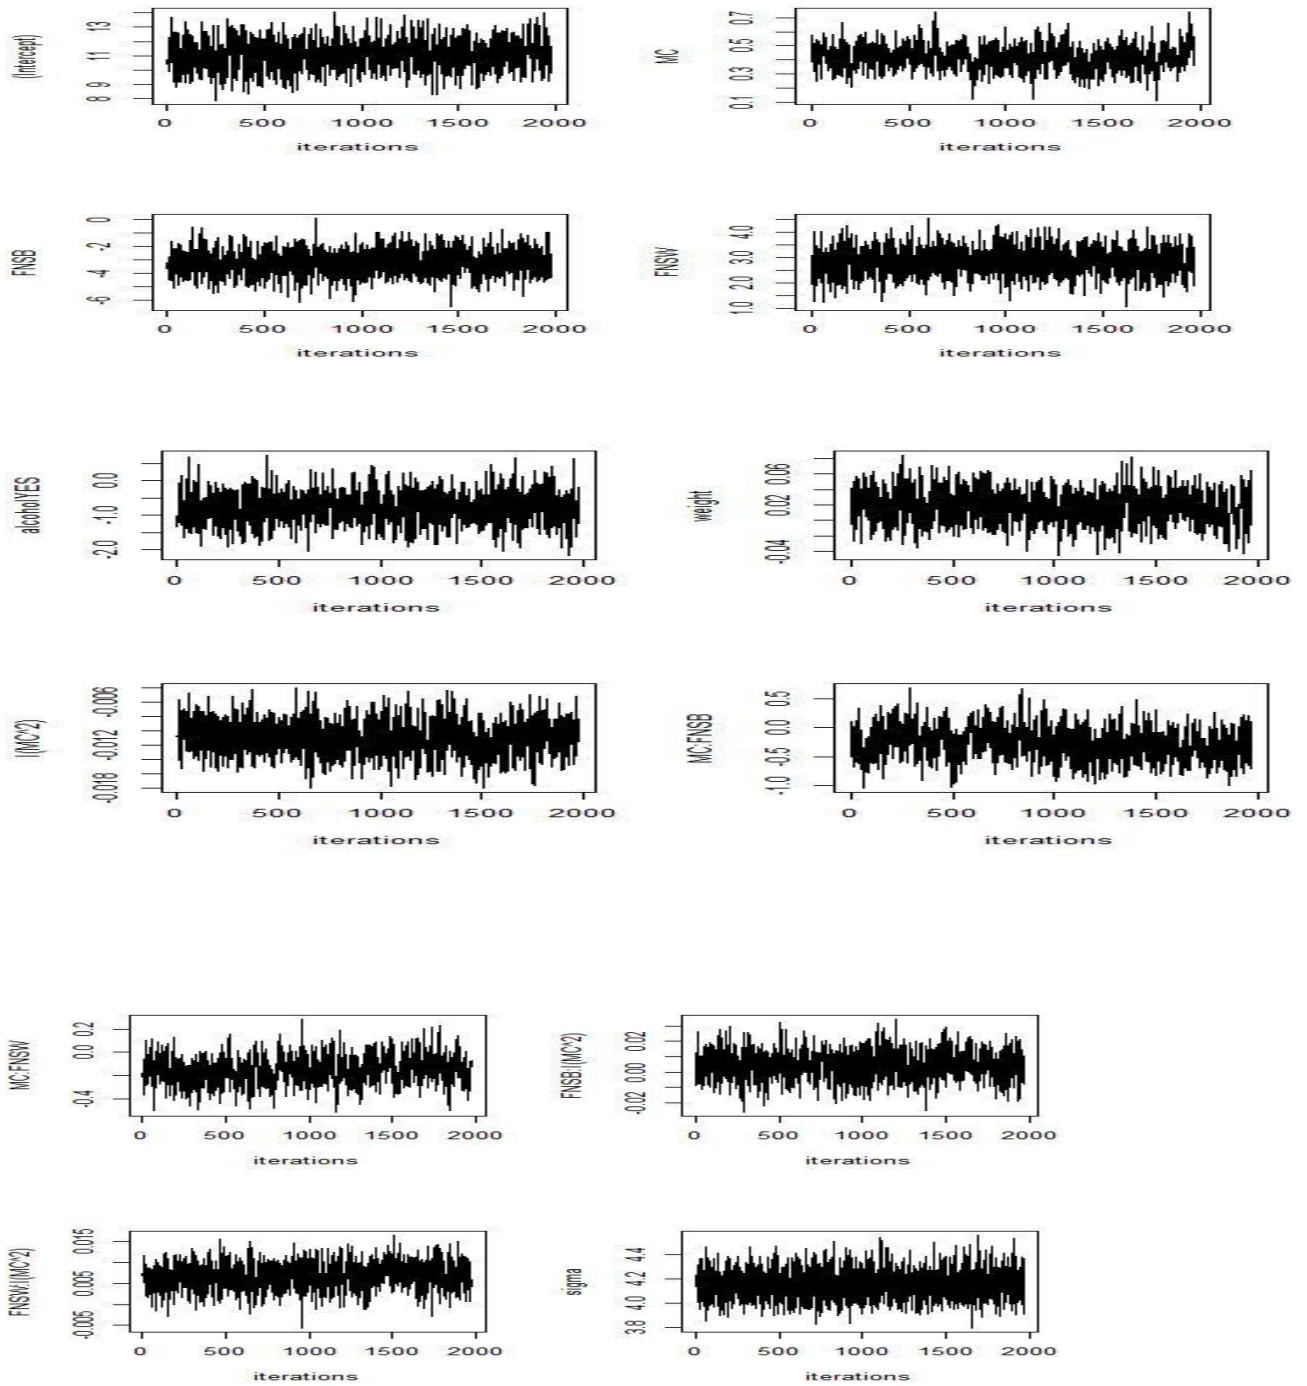 (Intercept)
8 9 11 13
0 500 1000 1500 2000
iterations
MC
0.1 0.3 0.5 0.7
0 500 1000 1500 2000
iterations
FNSB
-6 -4 -2 0
0 500 1000 1500 2000
iterations
FNSW
1.0 2.0 3.0 4.0
0 500 1000 1500 2000
iterations
alcoholYES
-2.0 -1.0 0.0
0 500 1000 1500 2000
iterations
weight
-0.04 0.02 0.06
0 500 1000 1500 2000
iterations
I(MC^2)
-0.018 -0.012 -0.006
0 500 1000 1500 2000
iterations
MC:FNSB
-1.0 -0.5 0.0 0.5
0 500 1000 1500 2000
iterations
MC:FNSW
-0.4 0.0 0.2
0 500 1000 1500 2000
iterations
FNSB:I(MC^2)
-0.02 0.00 0.02
0 500 1000 1500 2000
iterations
FNSW:I(MC^2)
-0.005 0.005 0.015
0 500 1000 1500 2000
iterations
sigma
3.8 4.0 4.2 4.4
0 500 1000 1500 2000
iterations